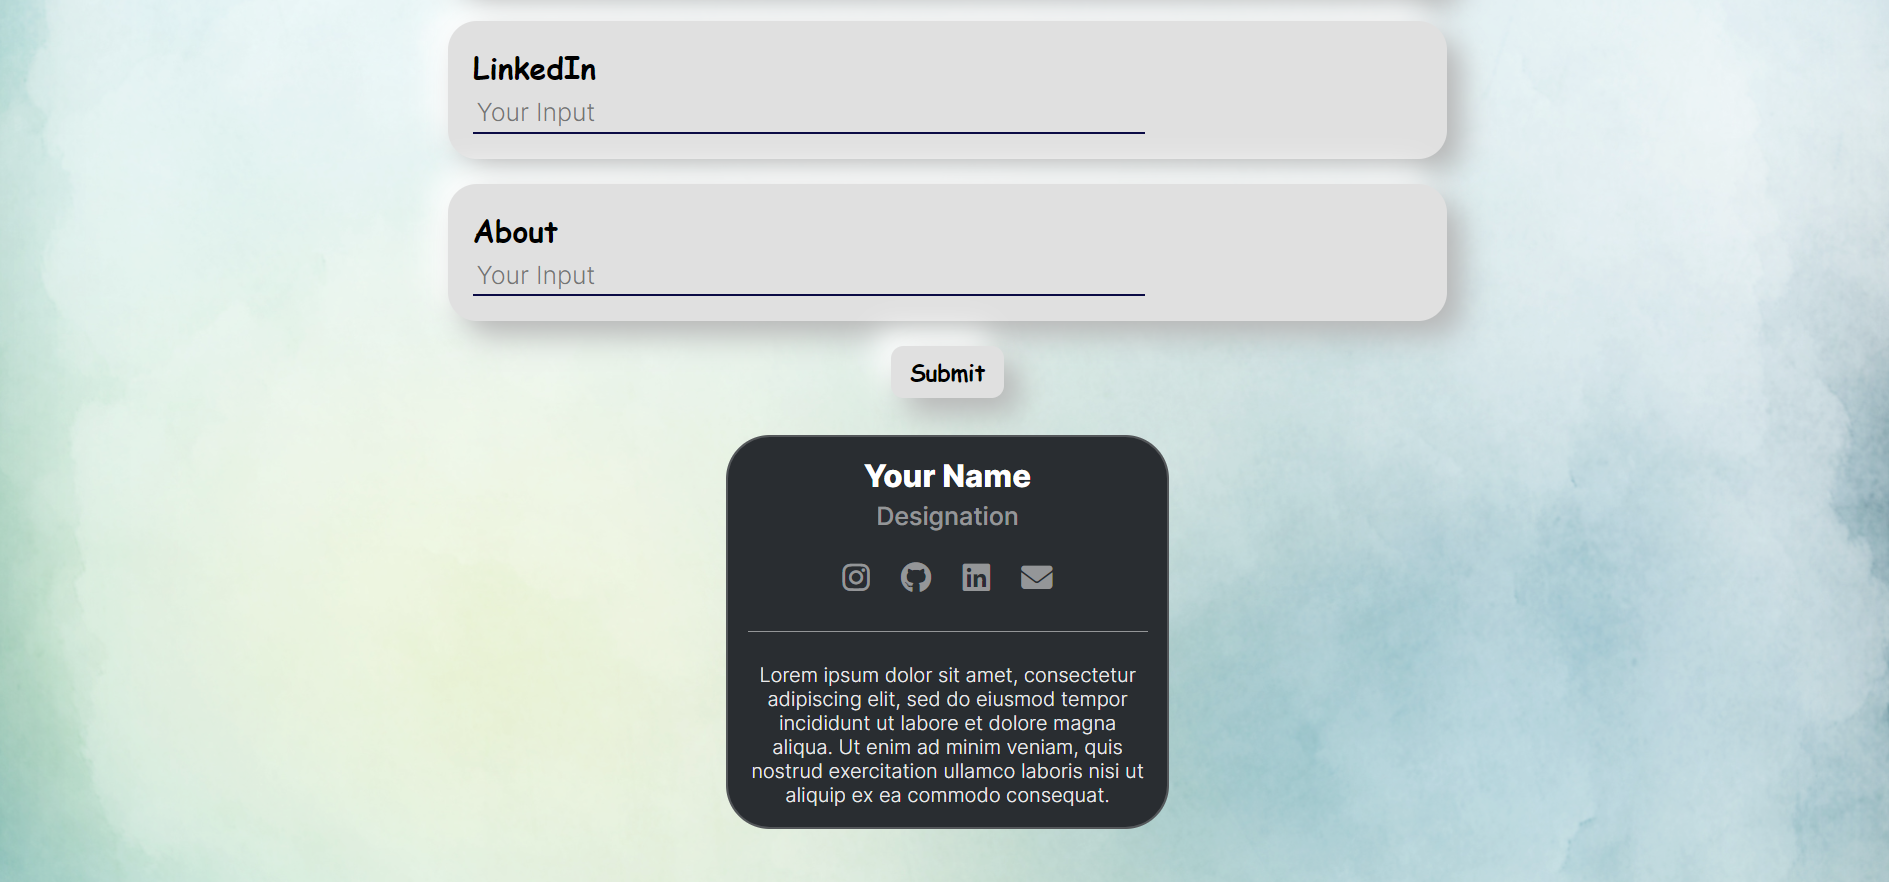 LinkedIn
Your Input
About
Your Input
Submit
Your Name
Designation
Lorem ipsum dolor sit amet, consectetur
adipiscing elit, sed do eiusmod tempor
incididunt ut labore et dolore magna
aliqua. Ut enim ad minim veniam, quis
nostrud exercitation ullamco laboris nisi ut
aliquip ex ea commodo consequat.